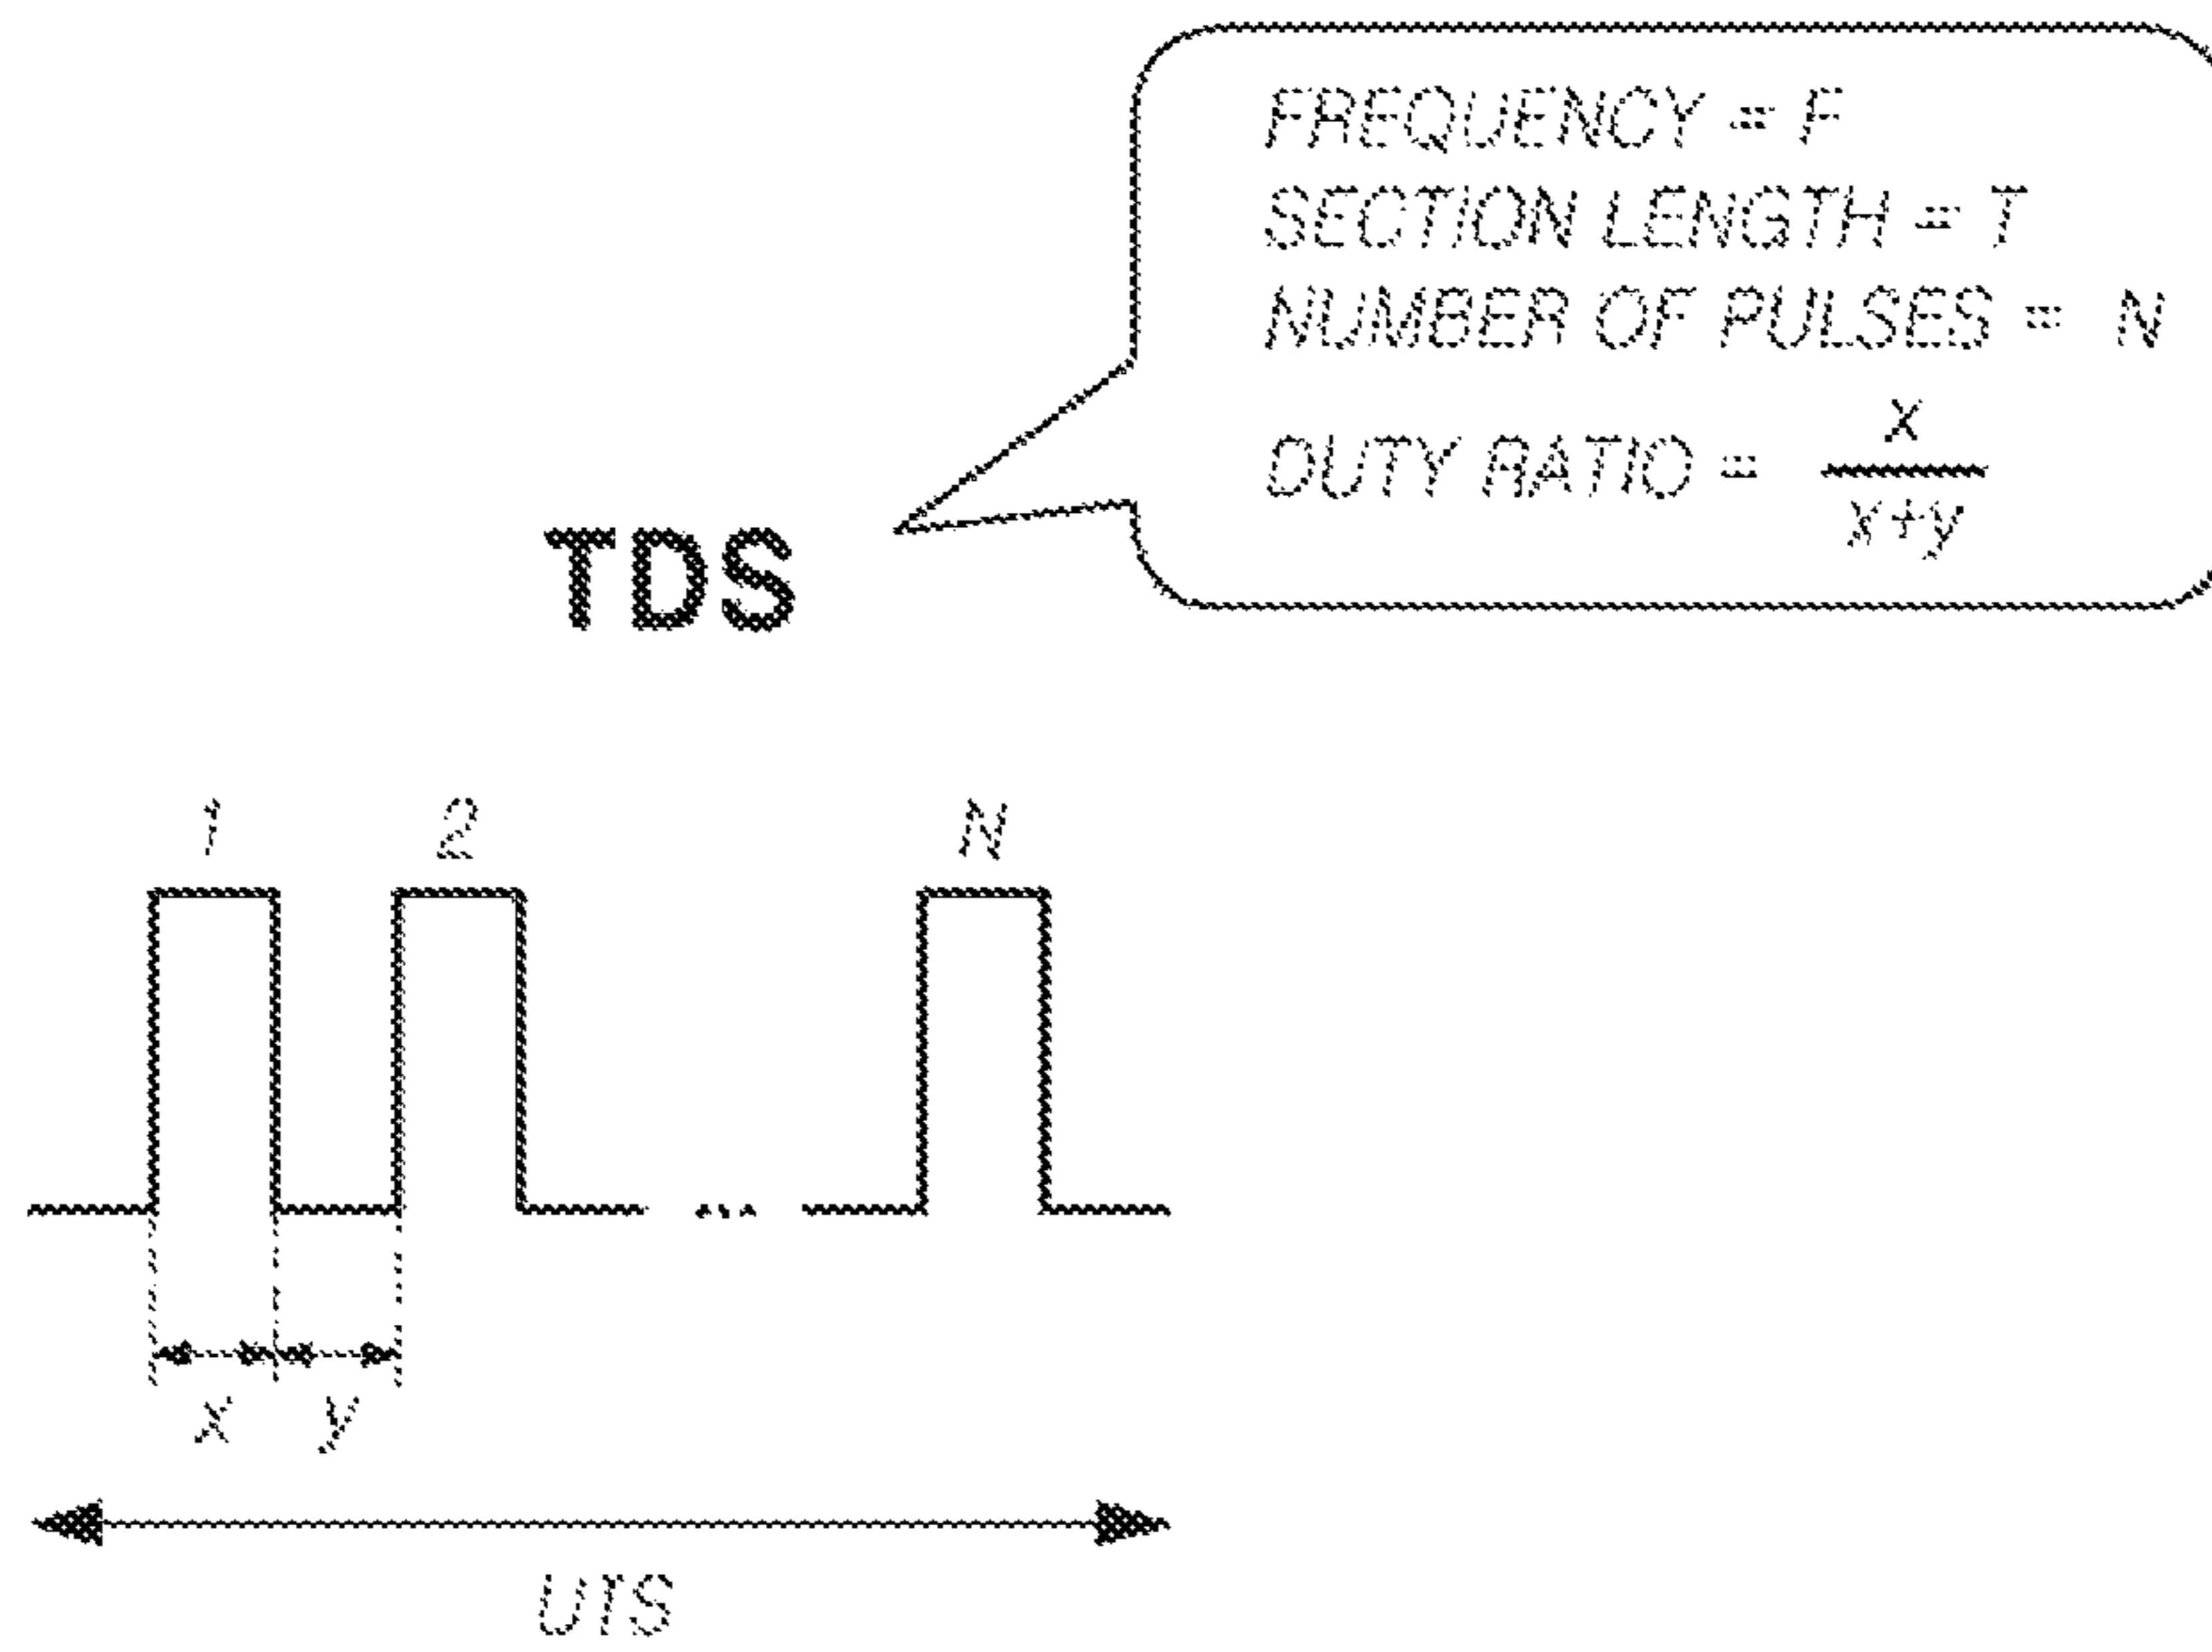 FREQUENCY = F
SECTION LENGTH = T
NUMBER OF PULSES = N
DUTY RATIO = x/x+y
TDS
1 2 N
...
x y
UTS